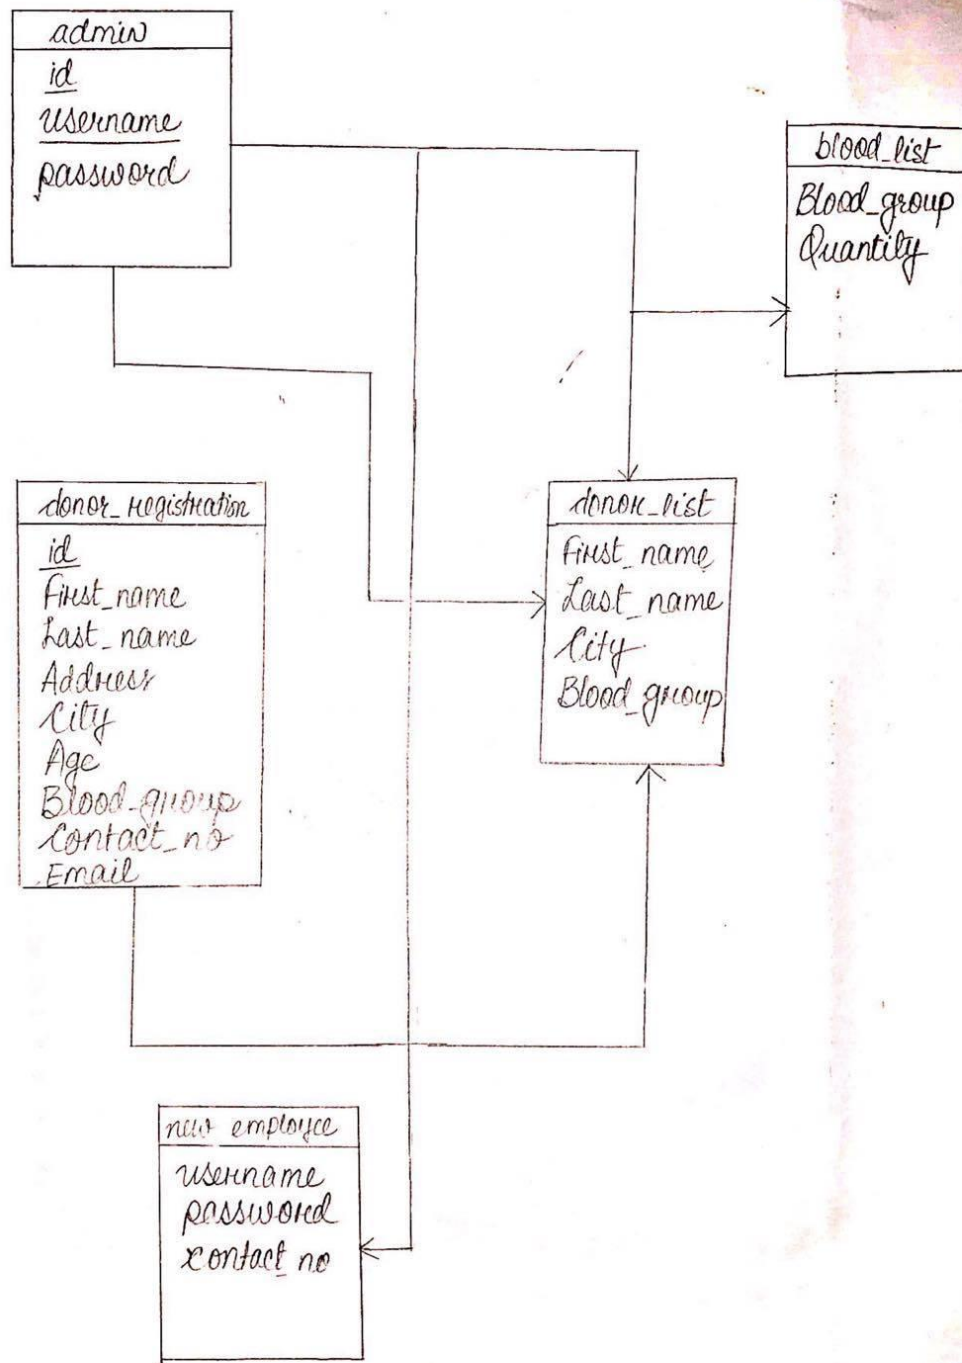 admin
id
username
password
blood_list
Blood_group
Quantity
donor_registration
id
First_name
Last_name
Address
City
Age
Blood_group
Contact_no
Email
donor_list
First_name
Last_name
City
Blood_group
new employee
username
password
contact_no